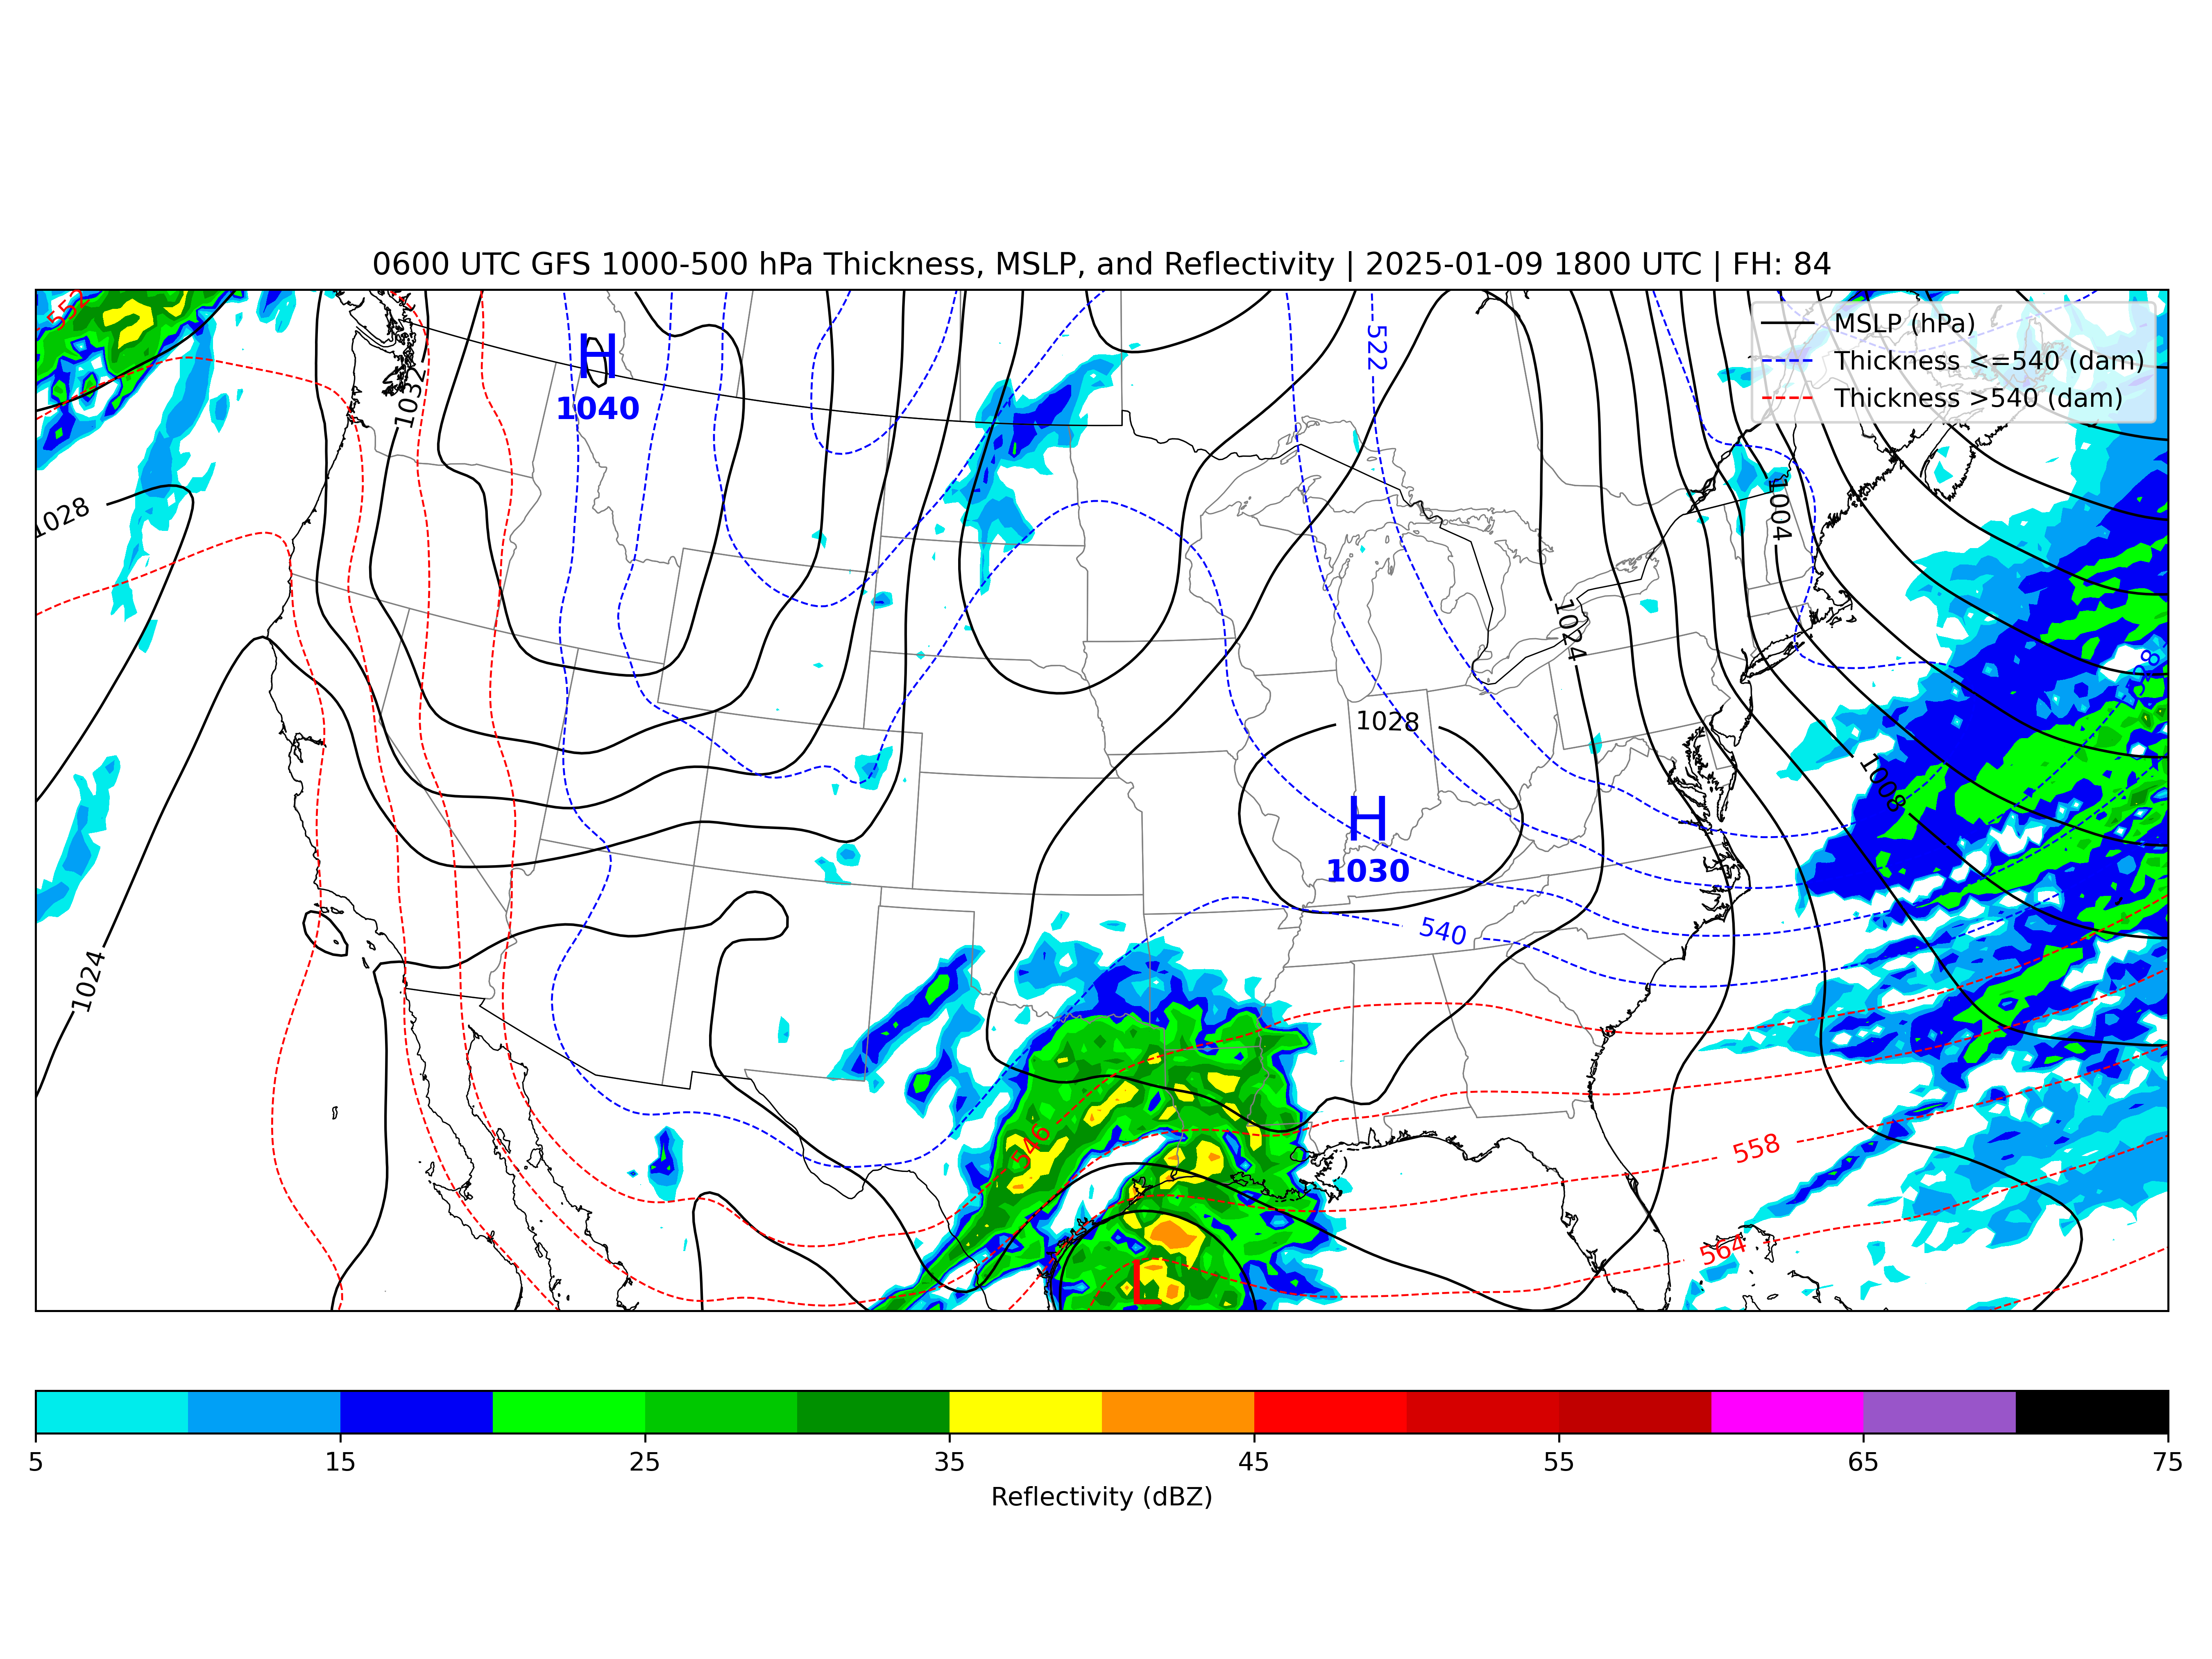 0600 UTC GFS 1000-500 hPa Thickness, MSLP, and Reflectivity | 2025-01-09 1800 UTC | FH: 84
552
MSLP (hPa)
Thickness <=540 (dam)
Thickness >540 (dam)
H
1040
522
1032
1028
1004
1024
1028
1008
H
1030
540
1024
546
558
564
L
5 15 25 35 45 55 65 75
Reflectivity (dBZ)